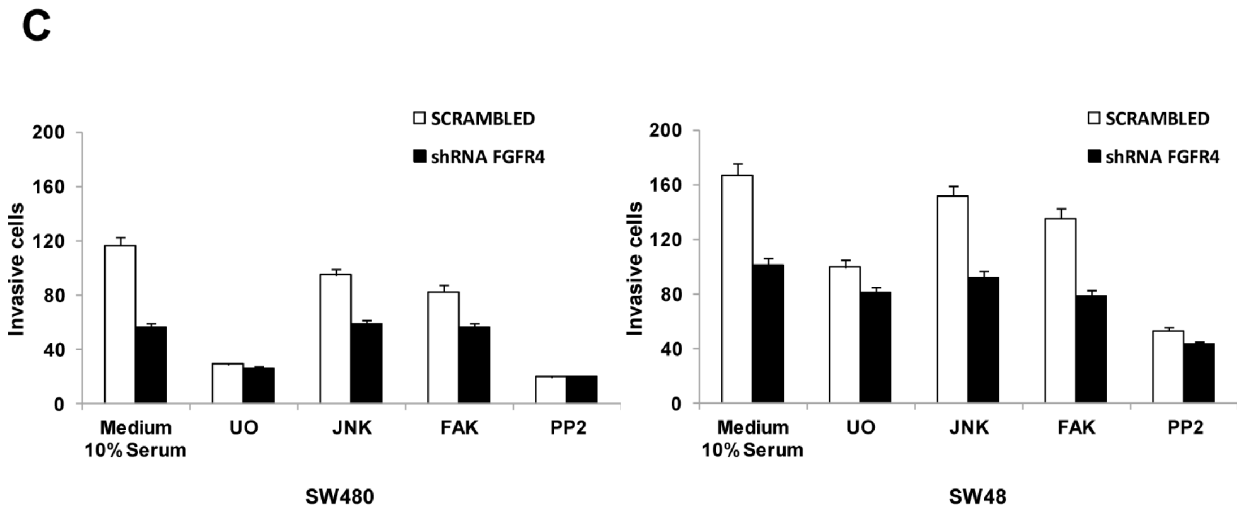 C
SCRAMBLED
shRNA FGFR4
200
160
120
80
40
0
Invasive cells
Medium
10% Serum
UO
JNK
FAK
PP2
SW480
SCRAMBLED
shRNA FGFR4
200
160
120
80
40
0
Invasive cells
Medium
10% Serum
UO
JNK
FAK
PP2
SW48